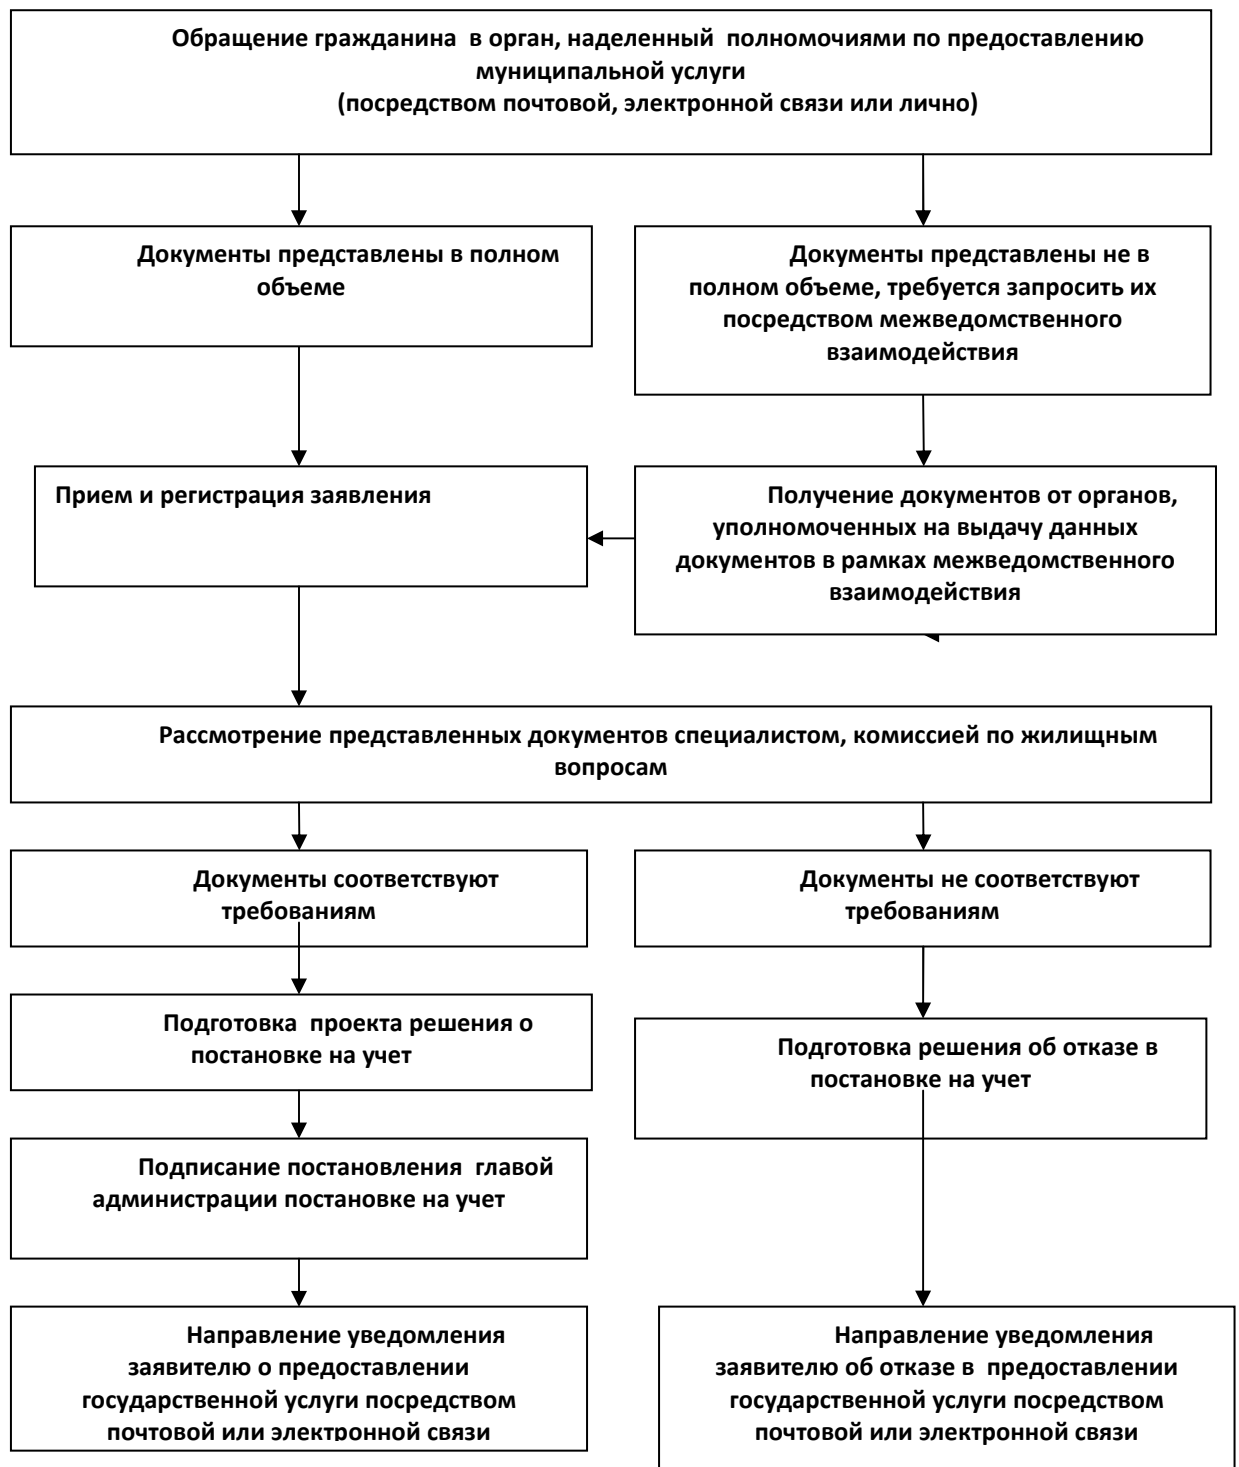 Обращение гражданина  в орган, наделенный  полномочиями по предоставлению
муниципальной услуги
(посредством почтовой, электронной связи или лично)
Документы представлены в полном
объеме
Документы представлены не в
полном объеме, требуется запросить их
посредством межведомственного
взаимодействия
Прием и регистрация заявления
Получение документов от органов,
уполномоченных на выдачу данных
документов в рамках межведомственного
взаимодействия
Рассмотрение представленных документов специалистом, комиссией по жилищным
вопросам
Документы соответствуют
требованиям
Документы не соответствуют
требованиям
Подготовка  проекта решения о
постановке на учет
Подготовка решения об отказе в
постановке на учет
Подписание постановления  главой
администрации постановке на учет
Направление уведомления
заявителю о предоставлении
государственной услуги посредством
почтовой или электронной связи
Направление уведомления
заявителю об отказе в  предоставлении
государственной услуги посредством
почтовой или электронной связи